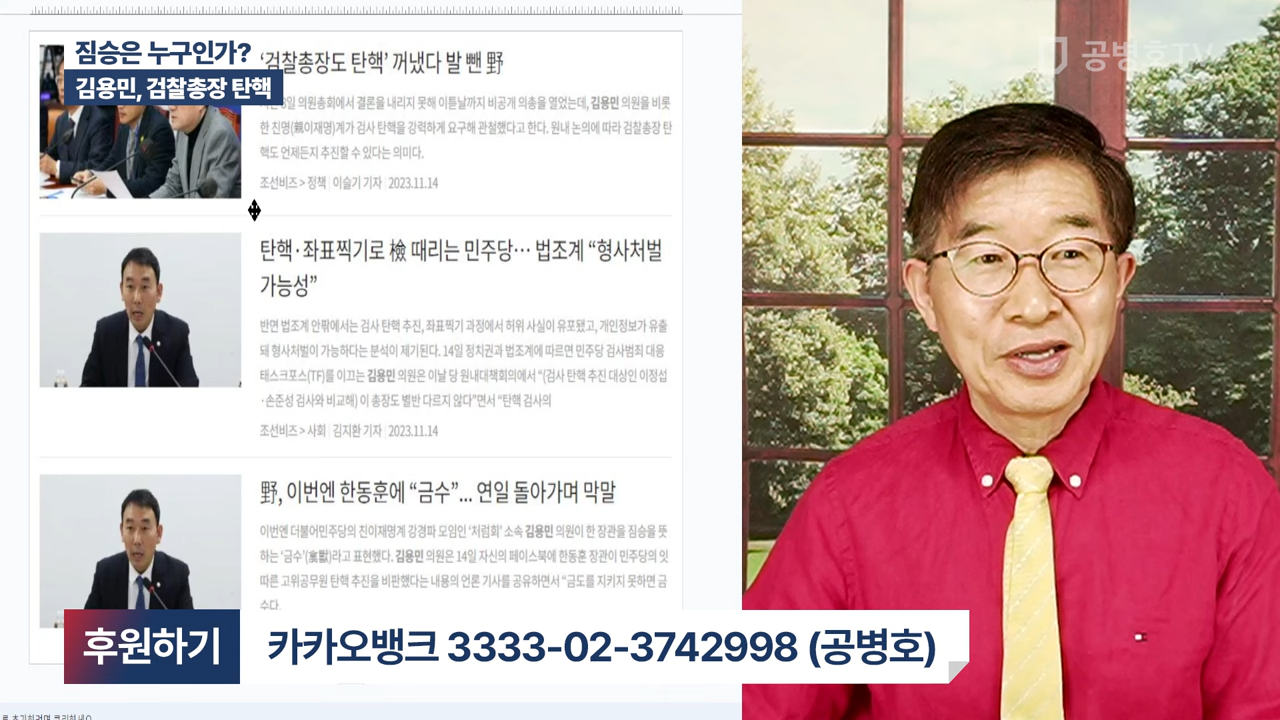 짐승은 누구인가?
김용민, 검찰총장 탄핵
공병호TV
‘검찰총장도 탄핵’ 꺼냈다 발 뺀 野
의원총회에서 결론을 내리지 못해 이튿날까지 비공개 의총을 열었는데, 김용민 의원을 비롯
한 친명(親이재명)계가 검사 탄핵을 강력하게 요구해 관철했다고 한다. 원내 논의에 따라 검찰총장 탄
핵도 언제든지 추진할 수 있다는 의미다.
조선비즈 > 정책 | 이슬기 기자 | 2023.11.14
탄핵·좌표찍기로 檢 때리는 민주당… 법조계 “형사처벌
가능성”
반면 법조계 안팎에서는 검사 탄핵 추진, 좌표찍기 과정에서 허위 사실이 유포됐고, 개인정보가 유출
돼 형사처벌이 가능하다는 분석이 제기된다. 14일 정치권과 법조계에 따르면 민주당 검사범죄 대응
태스크포스(TF)를 이끄는 김용민 의원은 이날 당 원내대책회의에서 “(검사 탄핵 추진 대상인 이정섭
·손준성 검사와 비교해) 이 총장도 별반 다르지 않다”면서 “탄핵 검사의
조선비즈 > 사회 | 김지환 기자 | 2023.11.14
野, 이번엔 한동훈에 “금수”... 연일 돌아가며 막말
이번엔 더불어민주당의 친이재명계 강경파 모임인 ‘처럼회’ 소속 김용민 의원이 한 장관을 짐승을 뜻
하는 ‘금수’(禽獸)라고 표현했다. 김용민 의원은 14일 자신의 페이스북에 한동훈 장관이 민주당의 잇
따른 고위공무원 탄핵 추진을 비판했다는 내용의 언론 기사를 공유하면서 “금도를 지키지 못하면 금
수다.
후원하기
카카오뱅크 3333-02-3742998 (공병호)